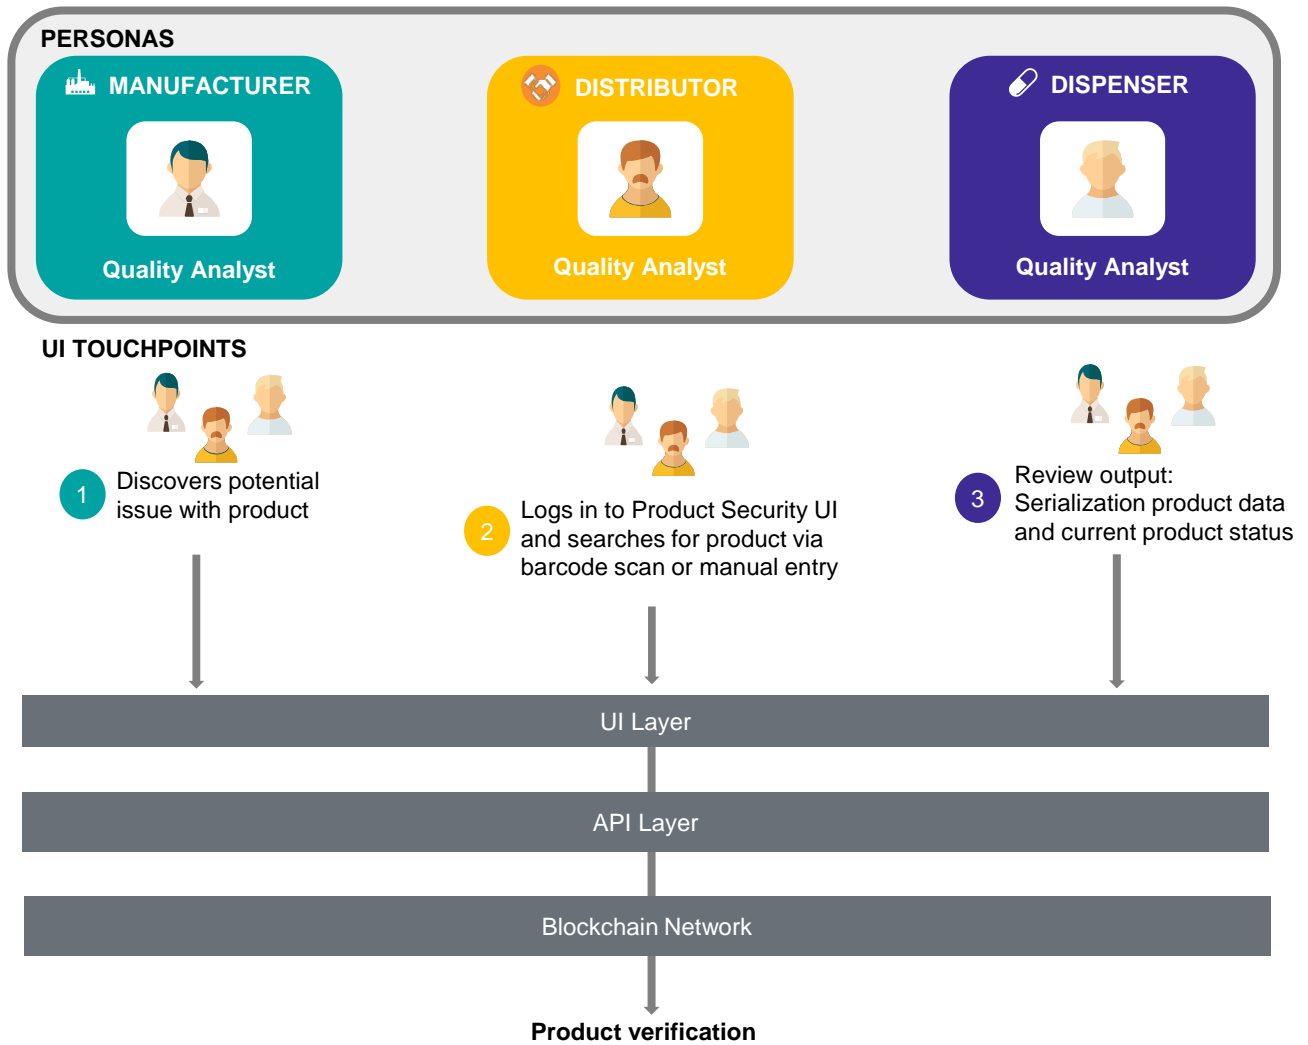 PERSONAS
MANUFACTURER
Quality Analyst
DISTRIBUTOR
Quality Analyst
DISPENSER
Quality Analyst
UI TOUCHPOINTS
1
Discovers potential
issue with product
2
Logs in to Product Security UI
and searches for product via
barcode scan or manual entry
3
Review output:
Serialization product data
and current product status
UI Layer
API Layer
Blockchain Network
Product verification